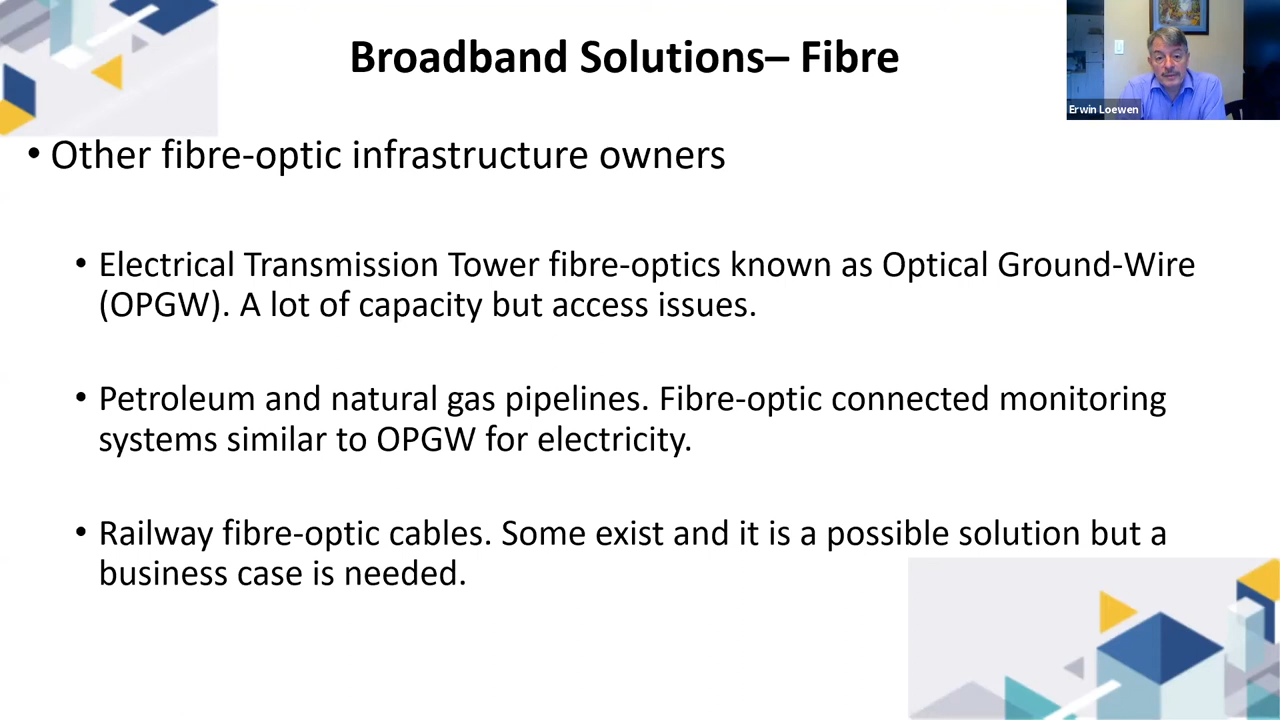 Broadband Solutions– Fibre
Erwin Loewen
• Other fibre-optic infrastructure owners
• Electrical Transmission Tower fibre-optics known as Optical Ground-Wire
(OPGW). A lot of capacity but access issues.
• Petroleum and natural gas pipelines. Fibre-optic connected monitoring
systems similar to OPGW for electricity.
• Railway fibre-optic cables. Some exist and it is a possible solution but a
business case is needed.